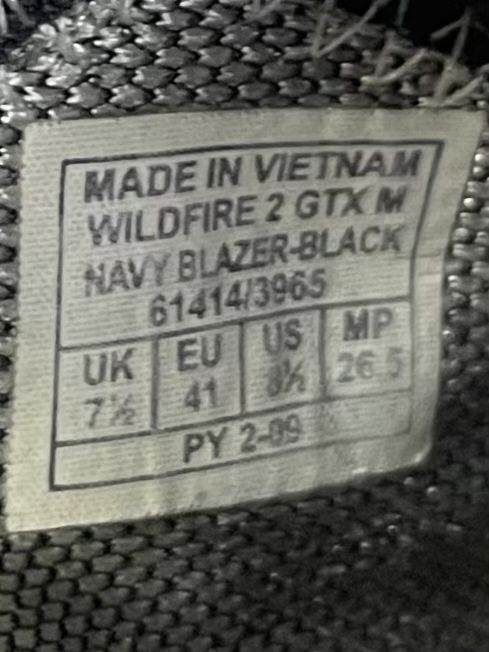 MADE IN VIETNAM
WILDFIRE 2 GTX M
NAVY BLAZER-BLACK
61414/3965
UK EU US MP
7½ 41 8½ 26.5
PY 2-09